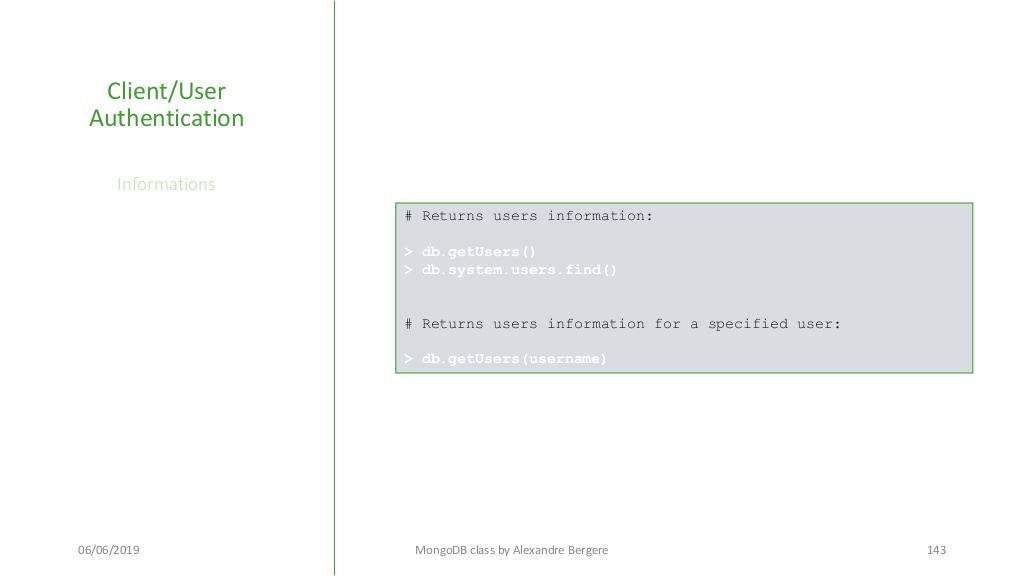 Client/User
Authentication
Informations
# Returns users information:
> db.getUsers()
> db.system.users.find()
# Returns users information for a specified user:
> db.getUsers(username)
06/06/2019
MongoDB class by Alexandre Bergere
143